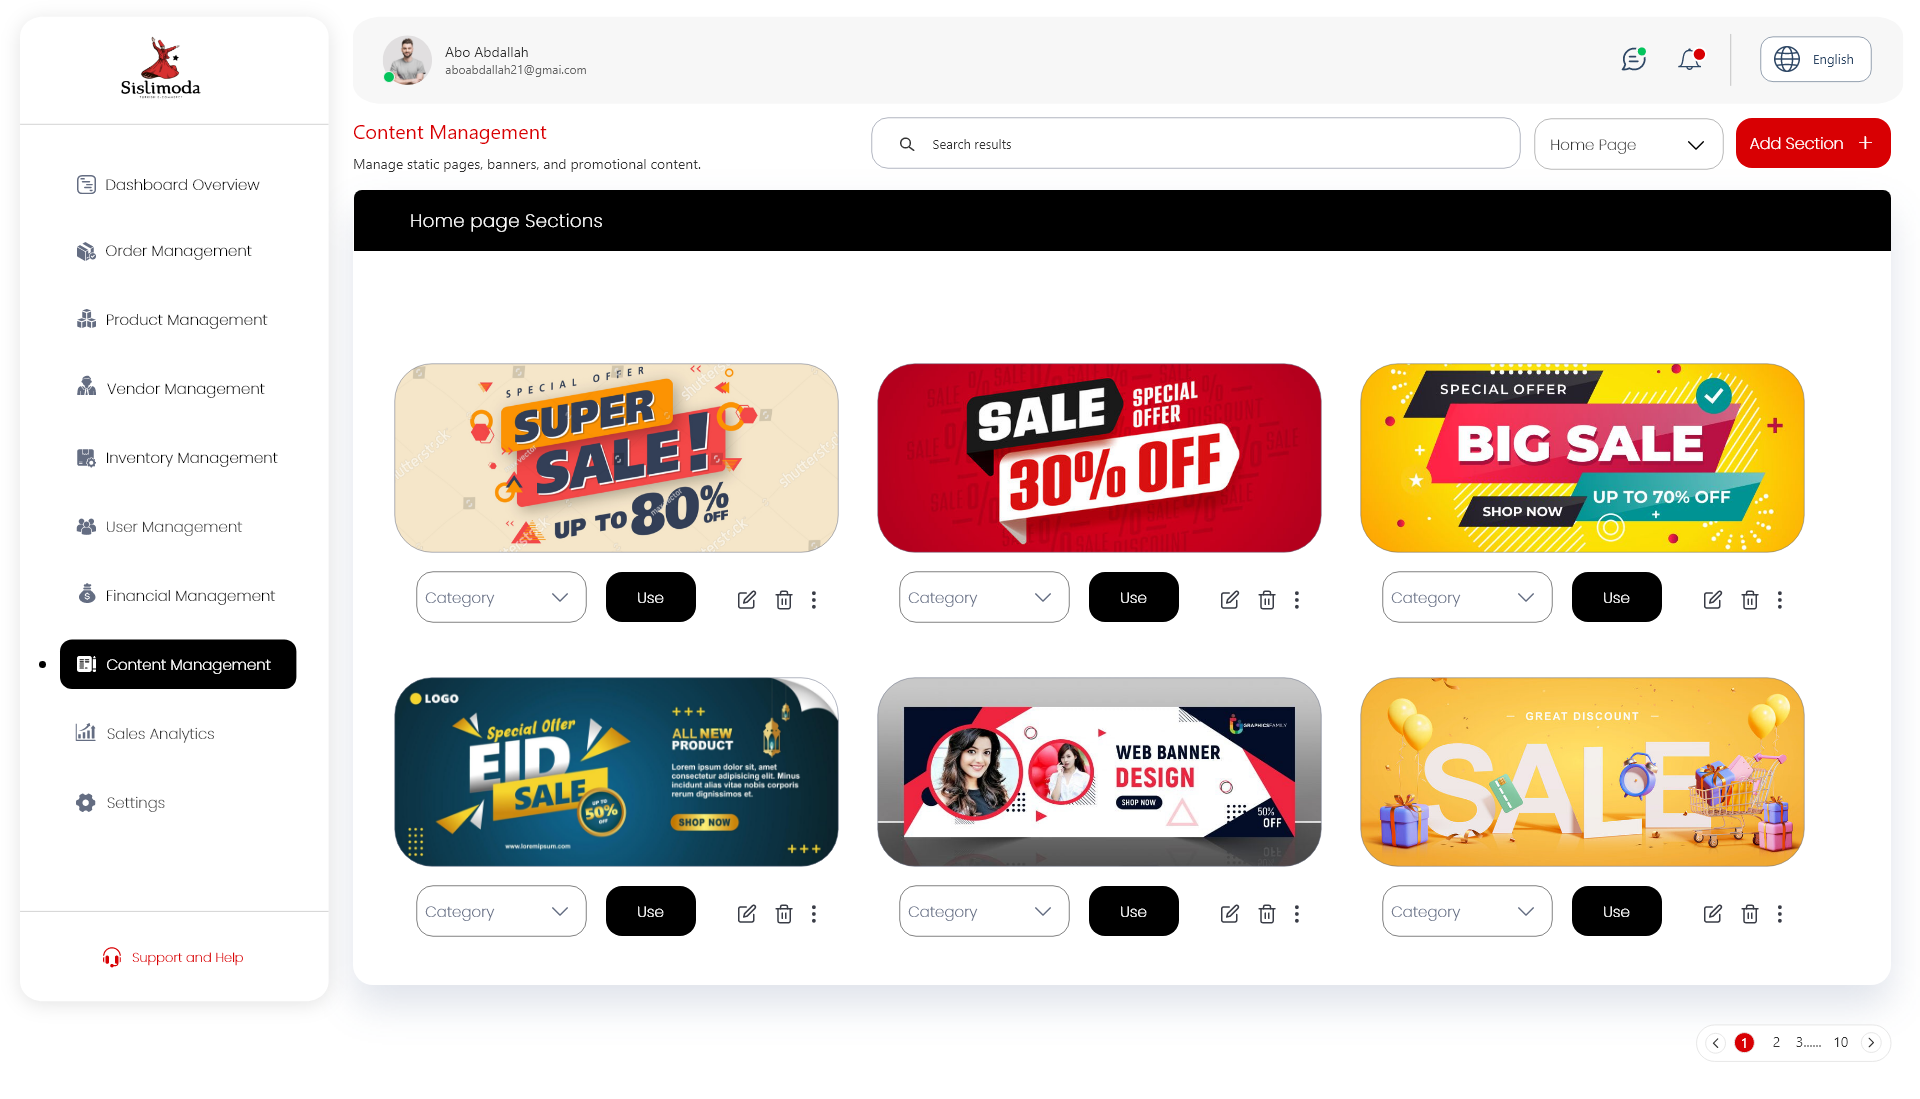 Sislimoda
Abo Abdallah
aboabdallah21@gmai.com
English
Content Management
Manage static pages, banners, and promotional content.
Search results
Home Page
Add Section
Dashboard Overview
Order Management
Product Management
Vendor Management
Inventory Management
User Management
Financial Management
Content Management
Sales Analytics
Settings
Support and Help
Home page Sections
SPECIAL OFFER
SUPER
SALE!
UP TO 80% OFF
shutterstock
SALE
SPECIAL
OFFER
30% OFF
SPECIAL OFFER
BIG SALE
UP TO 70% OFF
SHOP NOW
Category
Use
Category
Use
Category
Use
LOGO
Special Offer
EID
SALE
UP TO
50%
OFF
www.loremipsum.com
ALL NEW
PRODUCT
Lorem ipsum dolor sit, amet
consectetur adipisicing elit. Minus
incidunt alias vitae nobis corporis
rerum dignissimos et.
SHOP NOW
GRAPHICSFAMILY
WEB BANNER
DESIGN
SHOP NOW
50%
OFF
GREAT DISCOUNT
SALE
Category
Use
Category
Use
Category
Use
1 2 3...... 10